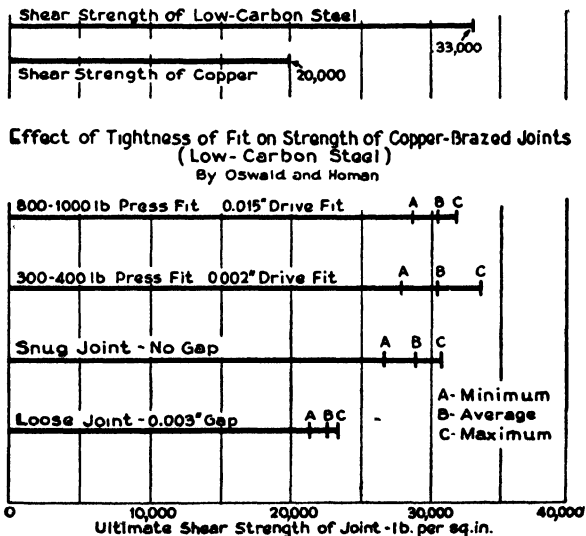 Shear Strength of Low-Carbon Steel
33,000
Shear Strength of Copper
20,000
Effect of Tightness of Fit on Strength of Copper-Brazed Joints
(Low-Carbon Steel)
By Oswald and Homan
800-1000 lb Press Fit 0.015" Drive Fit A B C
300-400 lb Press Fit 0.002" Drive Fit A B C
Snug Joint - No Gap A B C
A- Minimum
Loose Joint - 0.003" Gap A B C B- Average
C- Maximum
0 10,000 20,000 30,000 40,000
Ultimate Shear Strength of Joint - lb. per sq. in.